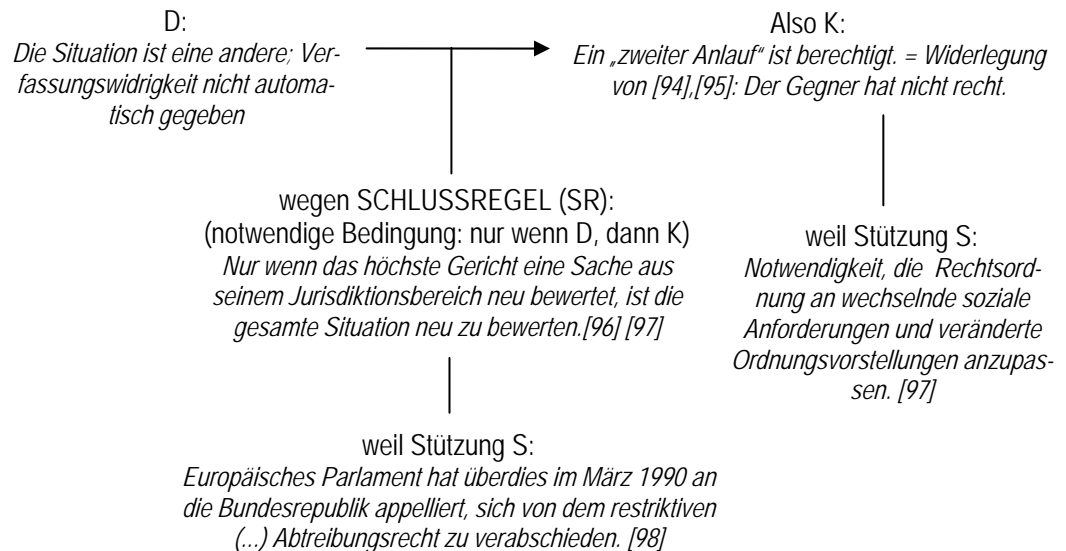 D:
Die Situation ist eine andere; Ver-
fassungswidrigkeit nicht automa-
tisch gegeben
Also K:
Ein „zweiter Anlauf“ ist berechtigt. = Widerlegung
von [94],[95]: Der Gegner hat nicht recht.
wegen SCHLUSSREGEL (SR):
(notwendige Bedingung: nur wenn D, dann K)
Nur wenn das höchste Gericht eine Sache aus
seinem Jurisdiktionsbereich neu bewertet, ist die
gesamte Situation neu zu bewerten.[96] [97]
weil Stützung S:
Notwendigkeit, die Rechtsord-
nung an wechselnde soziale
Anforderungen und veränderte
Ordnungsvorstellungen anzupas-
sen. [97]
weil Stützung S:
Europäisches Parlament hat überdies im März 1990 an
die Bundesrepublik appelliert, sich von dem restriktiven
(...) Abtreibungsrecht zu verabschieden. [98]